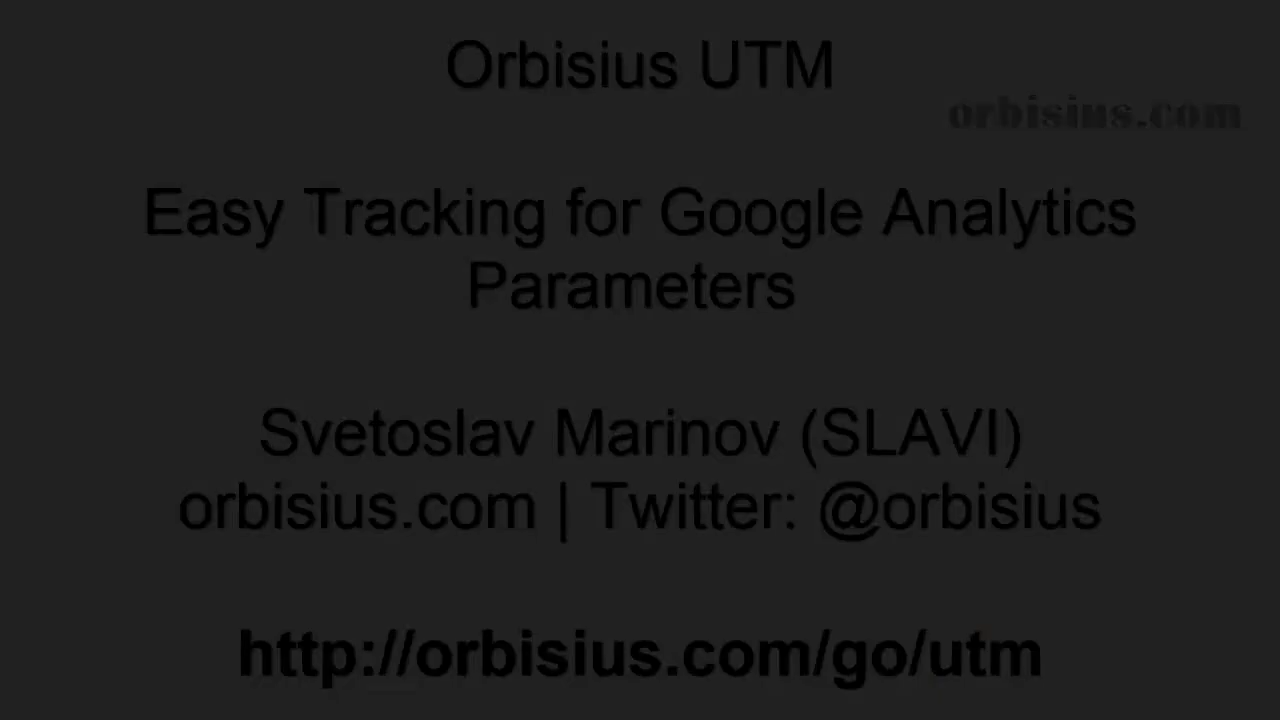 Orbisius UTM
orbisius.com
Easy Tracking for Google Analytics
Parameters
Svetoslav Marinov (SLAVI)
orbisius.com | Twitter: @orbisius
http://orbisius.com/go/utm